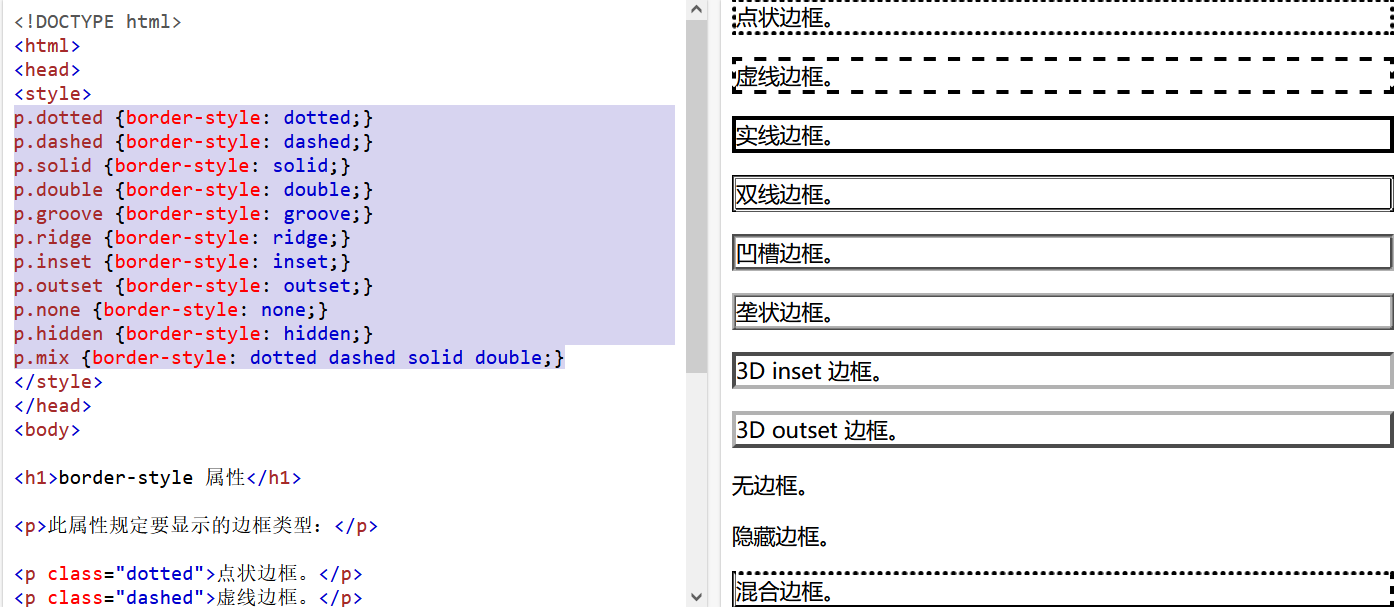 <!DOCTYPE html>
<html>
<head>
<style>
p.dotted {border-style: dotted;}
p.dashed {border-style: dashed;}
p.solid {border-style: solid;}
p.double {border-style: double;}
p.groove {border-style: groove;}
p.ridge {border-style: ridge;}
p.inset {border-style: inset;}
p.outset {border-style: outset;}
p.none {border-style: none;}
p.hidden {border-style: hidden;}
p.mix {border-style: dotted dashed solid double;}
</style>
</head>
<body>
<h1>border-style 属性</h1>
<p>此属性规定要显示的边框类型：</p>
<p class="dotted">点状边框。</p>
<p class="dashed">虚线边框。</p>
点状边框。
虚线边框。
实线边框。
双线边框。
凹槽边框。
垄状边框。
3D inset 边框。
3D outset 边框。
无边框。
隐藏边框。
混合边框。